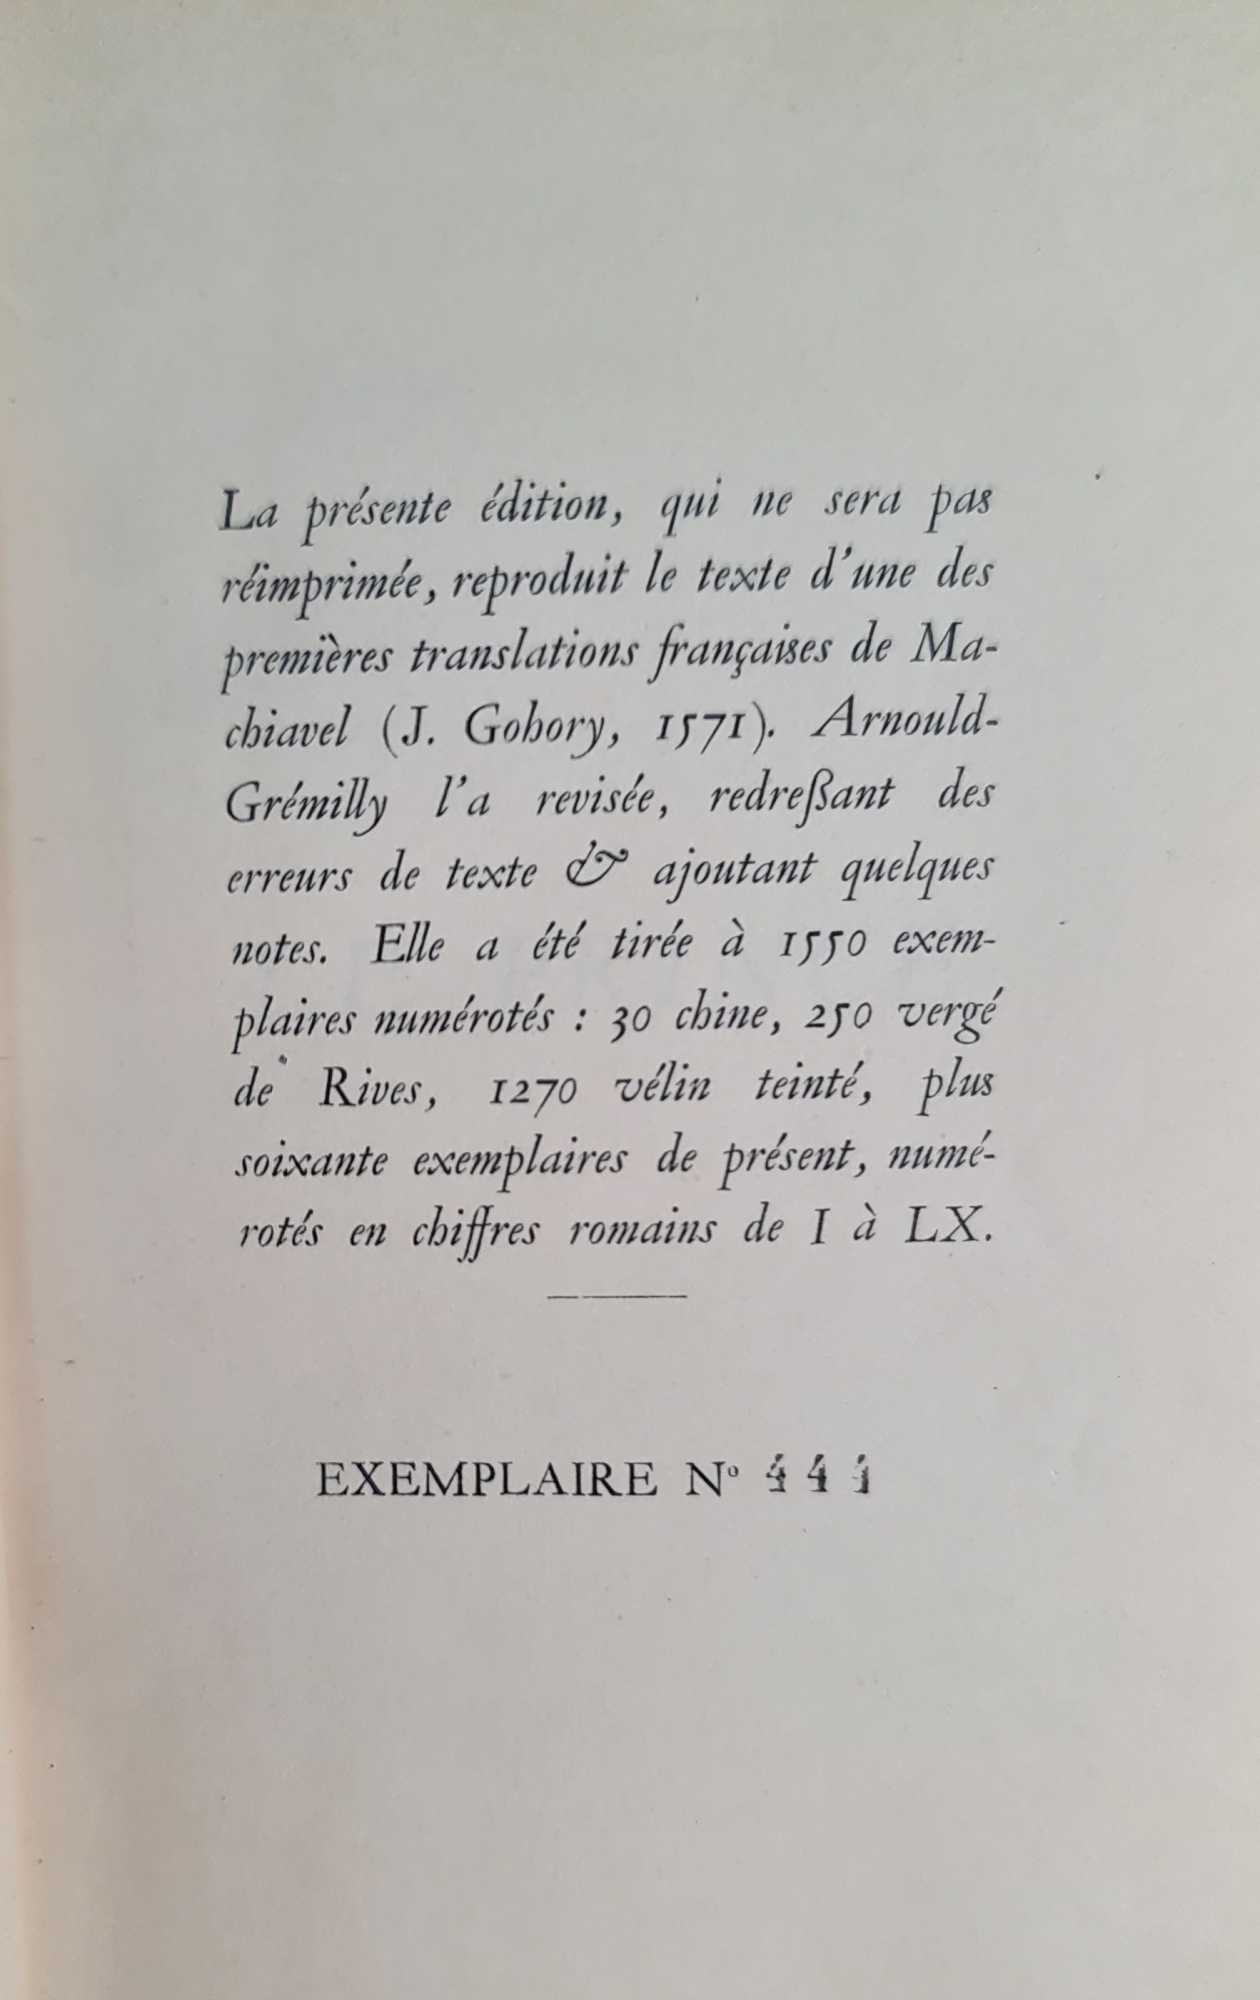 La présente édition, qui ne sera pas
réimprimée, reproduit le texte d'une des
premières translations françaises de Ma-
chiavel (J. Gohory, 1571). Arnould-
Grémilly l'a revisée, redreßant des
erreurs de texte & ajoutant quelques
notes. Elle a été tirée à 1550 exem-
plaires numérotés : 30 chine, 250 vergé
de Rives, 1270 vélin teinté, plus
soixante exemplaires de présent, numé-
rotés en chiffres romains de I à LX.
EXEMPLAIRE Nº 444